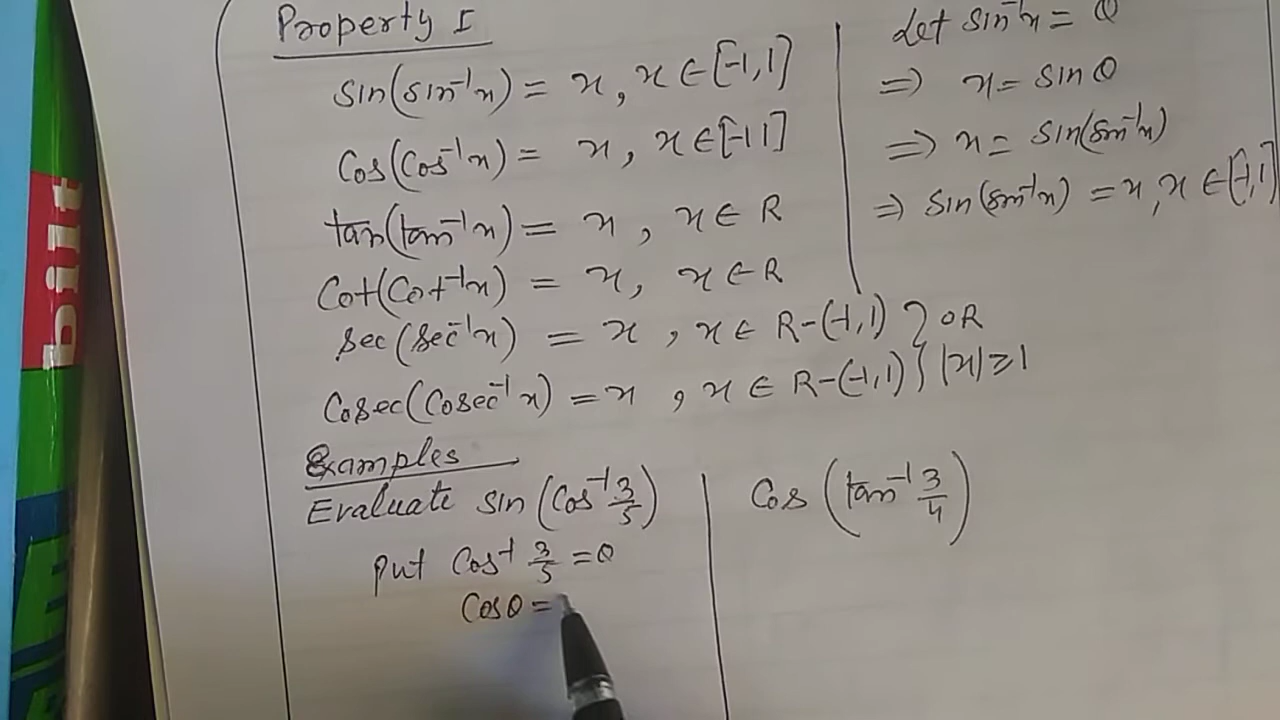 Property I
sin(sin⁻¹x) = x, x ∈ [-1,1]
Cos(Cos⁻¹x) = x, x ∈ [-1 1]
tan(tan⁻¹x) = x, x ∈ R
Cot(Cot⁻¹x) = x, x ∈ R
sec(sec⁻¹x) = x, x ∈ R-(-1,1) } OR
Cosec(Cosec⁻¹x) = x, x ∈ R-(-1,1) } |x| ≥ 1
Let sin⁻¹x = θ
⇒ x = sinθ
⇒ x = sin(sin⁻¹x)
⇒ sin(sin⁻¹x) = x, x ∈ [-1,1]
Examples
Evaluate sin(Cos⁻¹ 3/5)
put Cos⁻¹ 3/5 = θ
Cosθ =
Cos(tan⁻¹ 3/4)
bilt